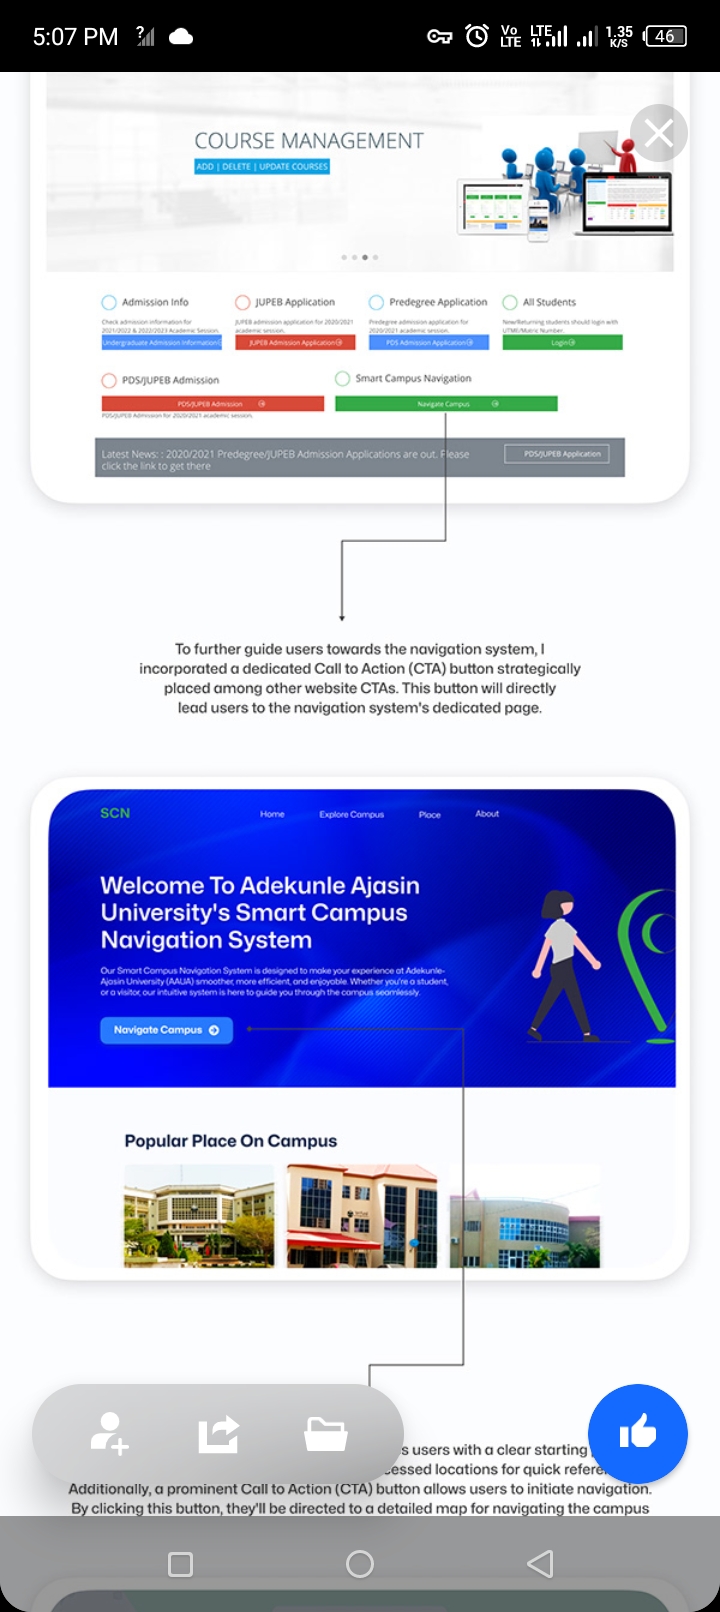 5:07 PM
Vo LTE
LTE
1.35 K/S
46
COURSE MANAGEMENT
ADD | DELETE | UPDATE COURSES
Admission Info
JUPEB Application
Predegree Application
All Students
Check admission information for
2021/2022 & 2022/2023 Academic Session.
JUPEB admission application for 2020/2021
academic session.
Predegree admission application for
2020/2021 academic session.
New/Returning students should login with
UTME/Matric Number.
Undergraduate Admission Information
JUPEB Admission Application
PDS Admission Application
Login
PDS/JUPEB Admission
Smart Campus Navigation
PDS/JUPEB Admission
Navigate Campus
PDS/JUPEB Admission for 2020/2021 academic session.
Latest News: : 2020/2021 Predegree/JUPEB Admission Applications are out. Please
click the link to get there
PDS/JUPEB Application
To further guide users towards the navigation system, I
incorporated a dedicated Call to Action (CTA) button strategically
placed among other website CTAs. This button will directly
lead users to the navigation system's dedicated page.
SCN
Home
Explore Campus
Place
About
Welcome To Adekunle Ajasin
University's Smart Campus
Navigation System
Our Smart Campus Navigation System is designed to make your experience at Adekunle-
Ajasin University (AAUA) smoother, more efficient, and enjoyable. Whether you're a student,
or a visitor, our intuitive system is here to guide you through the campus seamlessly.
Navigate Campus
Popular Place On Campus
users with a clear starting
locations for quick
Additionally, a prominent Call to Action (CTA) button allows users to initiate navigation.
By clicking this button, they'll be directed to a detailed map for navigating the campus